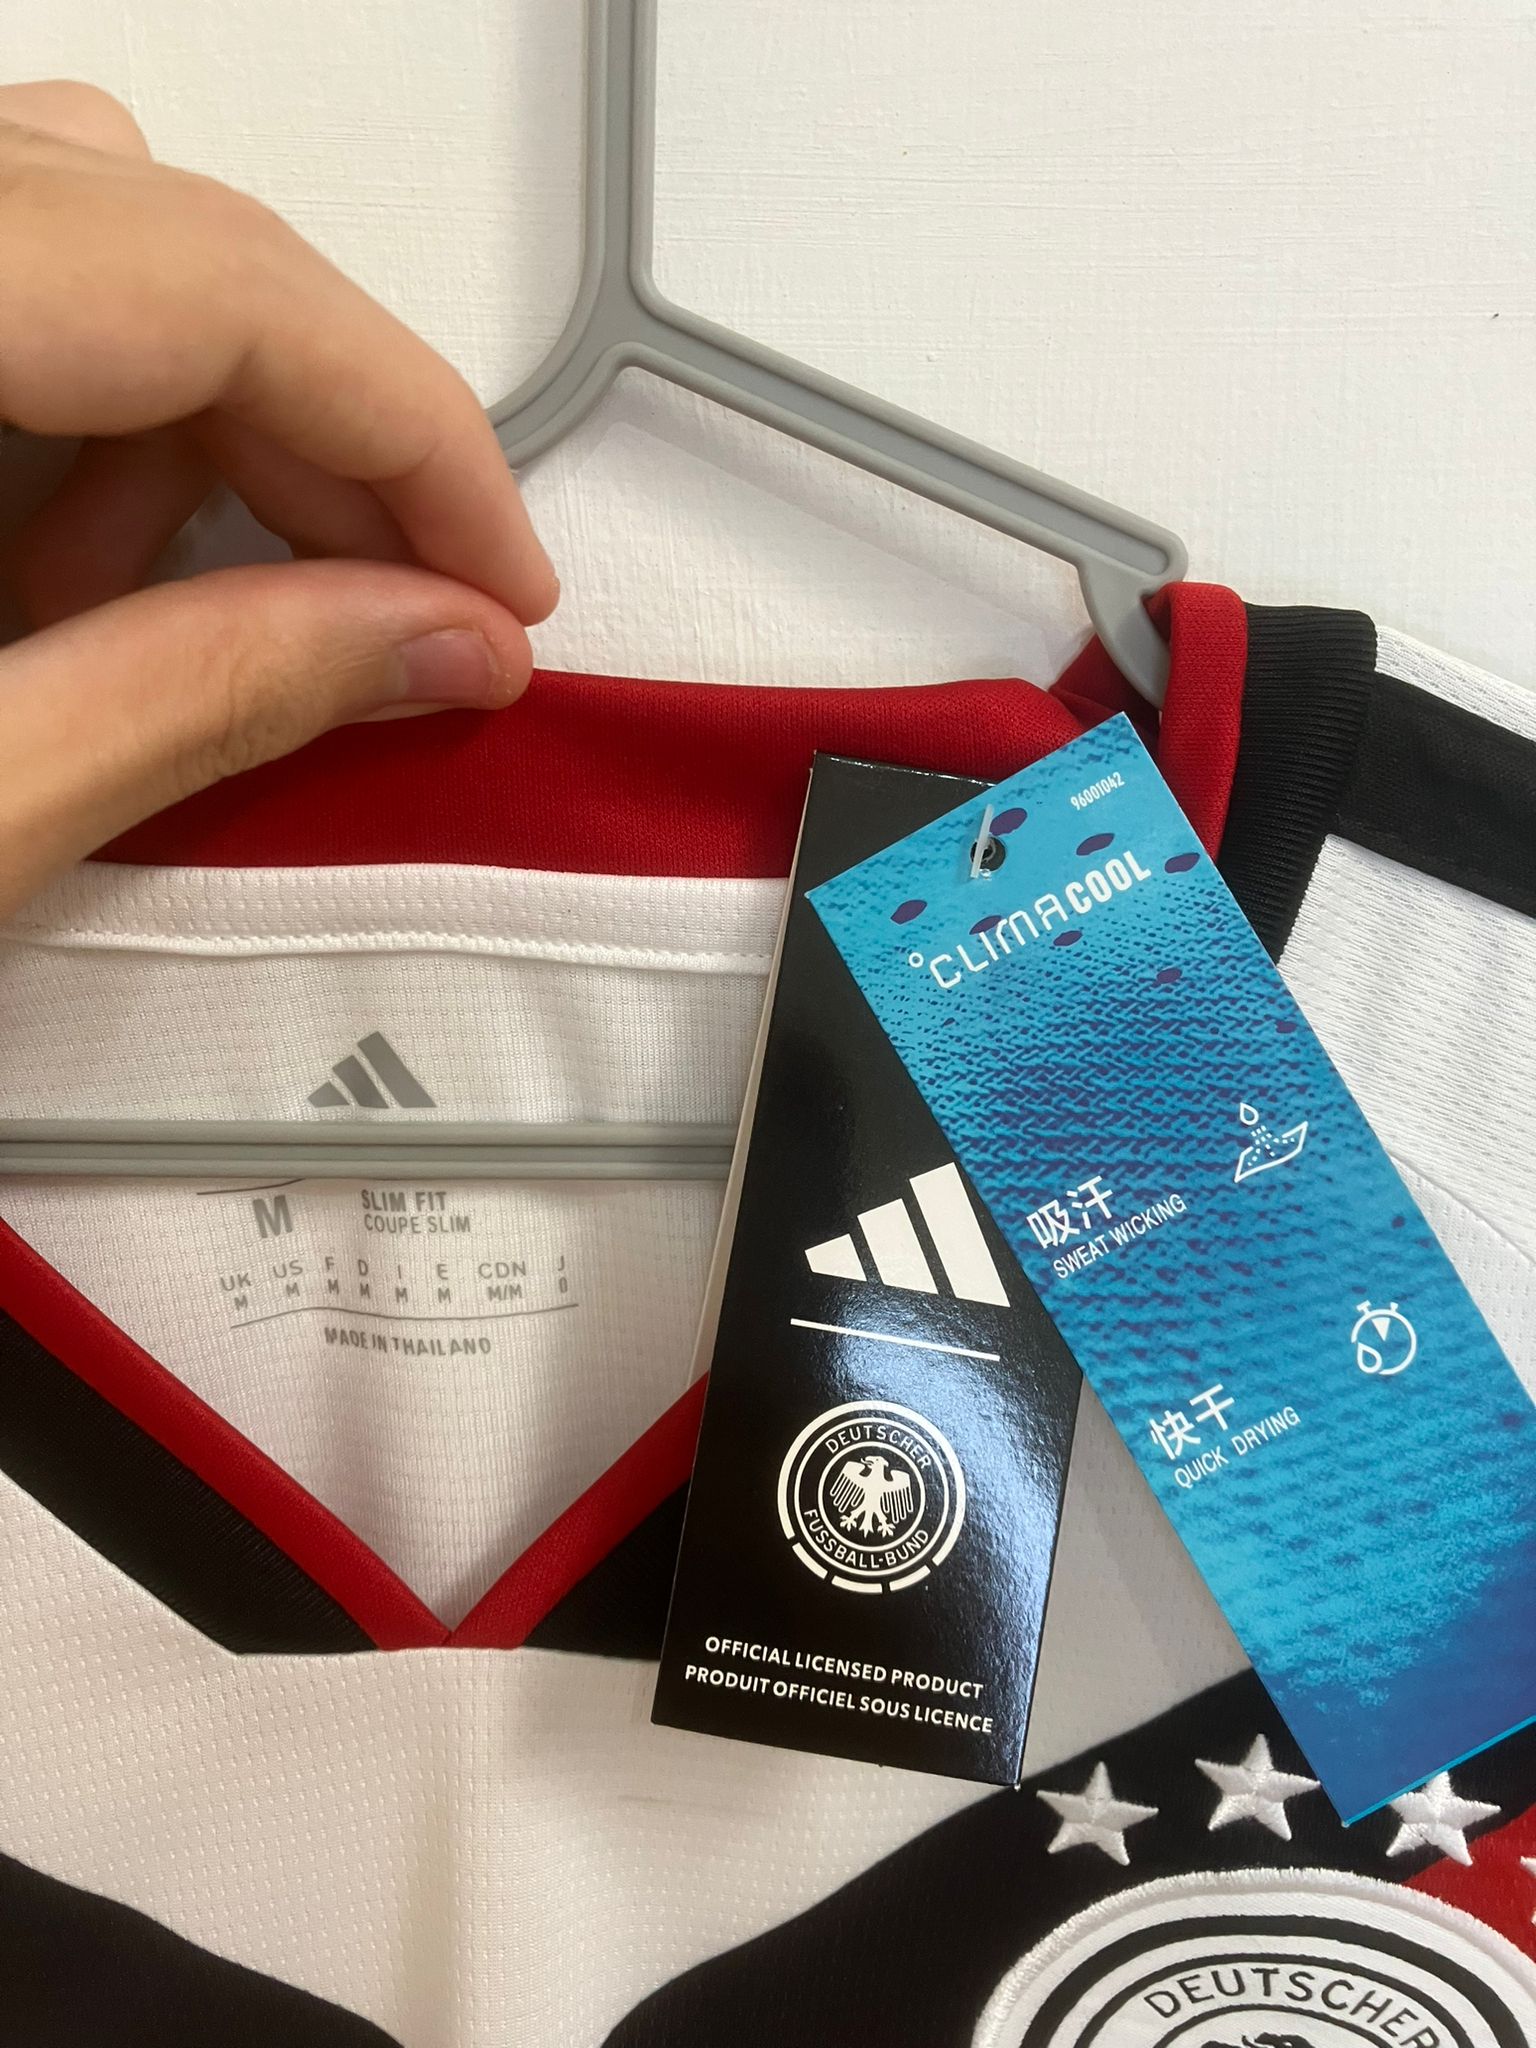 M
SLIM FIT
COUPE SLIM
UK US F D I E CDN J
M M M M M M M/M O
MADE IN THAILAND
DEUTSCHER
FUSSBALL-BUND
OFFICIAL LICENSED PRODUCT
PRODUIT OFFICIEL SOUS LICENCE
96001042
°CLIMACOOL
吸汗
SWEAT WICKING
快干
QUICK DRYING
DEUTSCHER